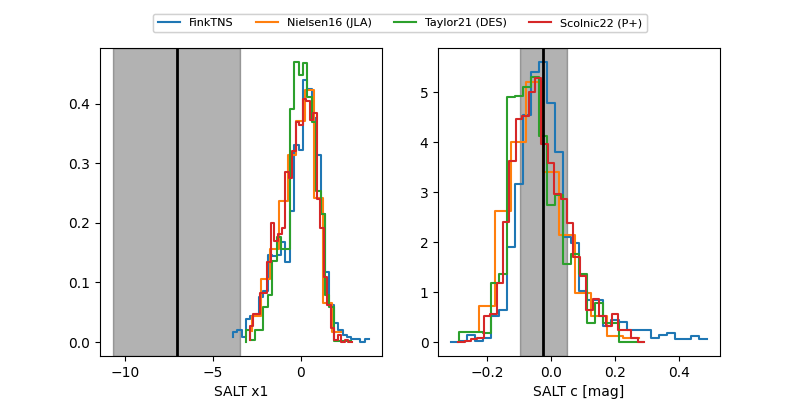 FinkTNS Nielsen16 (JLA) Taylor21 (DES) Scolnic22 (P+)
0.4
0.3
0.2
0.1
0.0
−10 −5 0
SALT x1
5
4
3
2
1
0
−0.2 0.0 0.2 0.4
SALT c [mag]